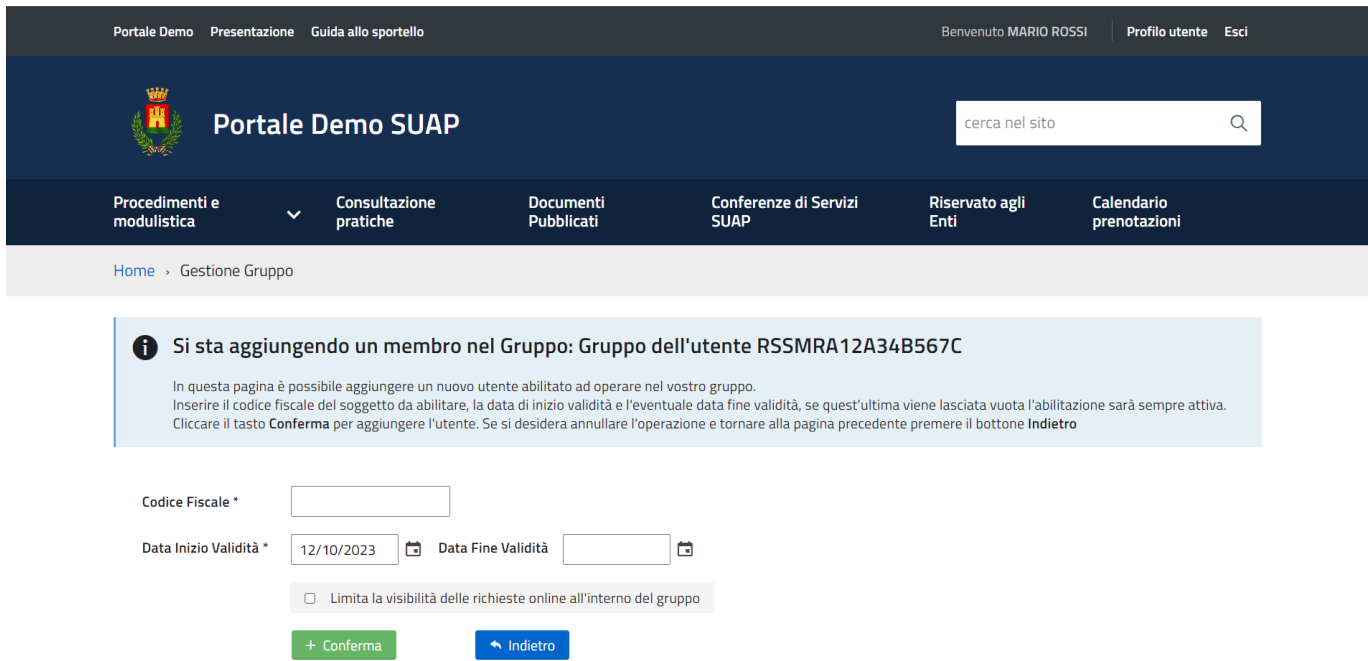 Portale Demo Presentazione Guida allo sportello Benvenuto MARIO ROSSI Profilo utente Esci
Portale Demo SUAP cerca nel sito
Procedimenti e modulistica
Consultazione pratiche
Documenti Pubblicati
Conferenze di Servizi SUAP
Riservato agli Enti
Calendario prenotazioni
Home › Gestione Gruppo
Si sta aggiungendo un membro nel Gruppo: Gruppo dell'utente RSSMRA12A34B567C
In questa pagina è possibile aggiungere un nuovo utente abilitato ad operare nel vostro gruppo.
Inserire il codice fiscale del soggetto da abilitare, la data di inizio validità e l'eventuale data fine validità, se quest'ultima viene lasciata vuota l'abilitazione sarà sempre attiva.
Cliccare il tasto Conferma per aggiungere l'utente. Se si desidera annullare l'operazione e tornare alla pagina precedente premere il bottone Indietro
Codice Fiscale *
Data Inizio Validità * 12/10/2023 Data Fine Validità
Limita la visibilità delle richieste online all'interno del gruppo
+ Conferma Indietro